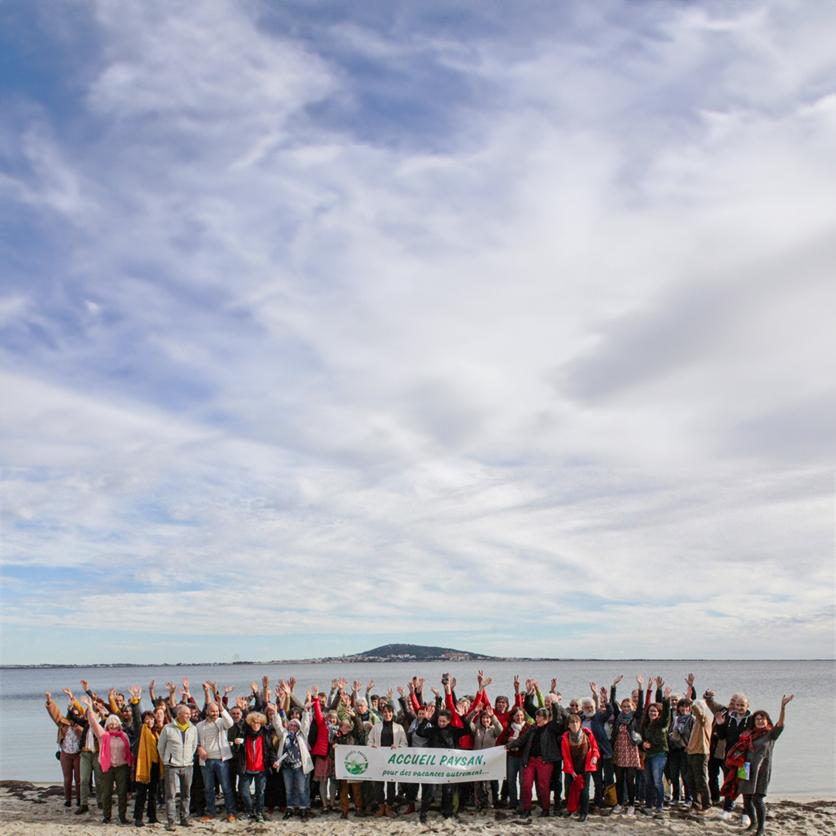 ACCUEIL PAYSAN,
pour des vacances autrement...